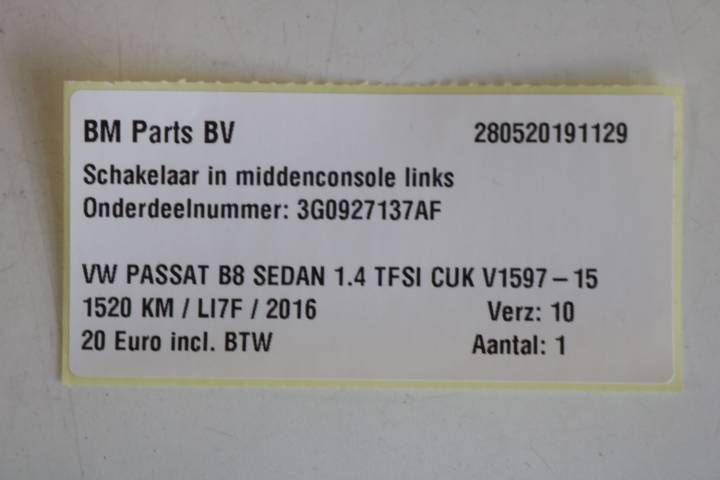 BM Parts BV 280520191129
Schakelaar in middenconsole links
Onderdeelnummer: 3G0927137AF
VW PASSAT B8 SEDAN 1.4 TFSI CUK V1597 – 15
1520 KM / LI7F / 2016 Verz: 10
20 Euro incl. BTW Aantal: 1